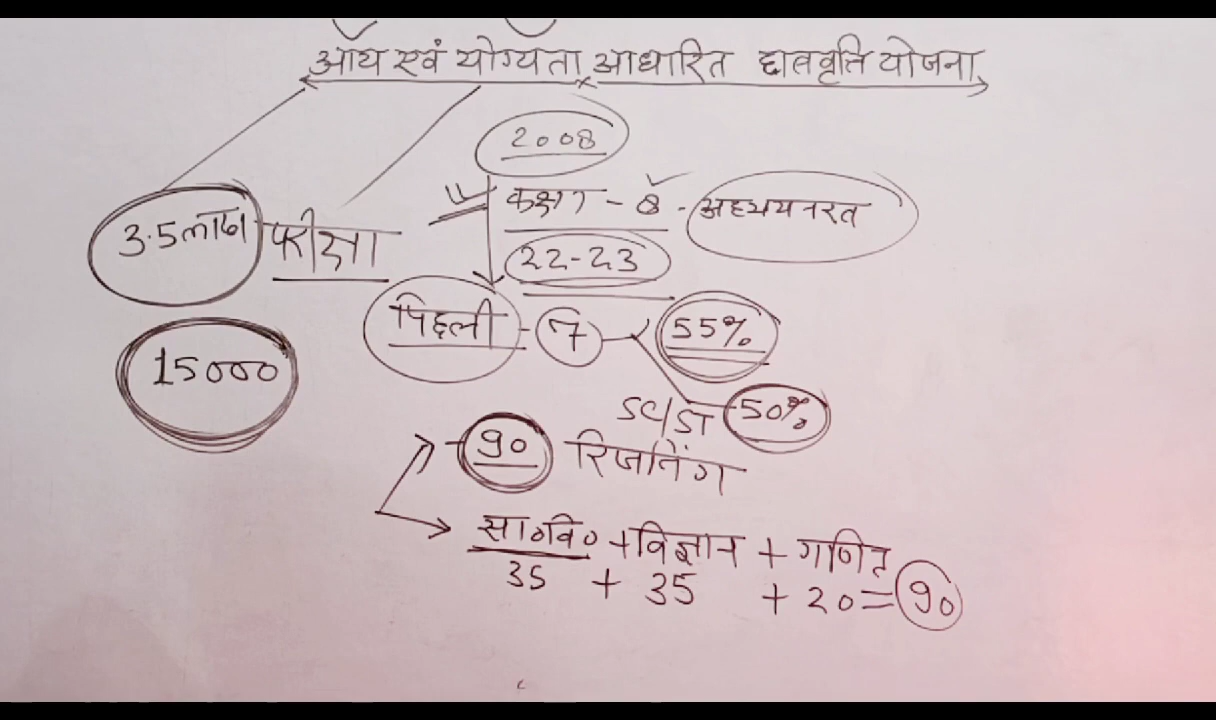 आय एवं योग्यता आधारित छात्रवृत्ति योजना
2008
कक्षा - 8 - अध्ययनरत
3.5 लाख परीक्षा
22-23
पिछली - 7 55%
15000
SC/ST 50%
90 रिजनिंग
सा०वि० + विज्ञान + गणित
35 + 35 + 20 = 90